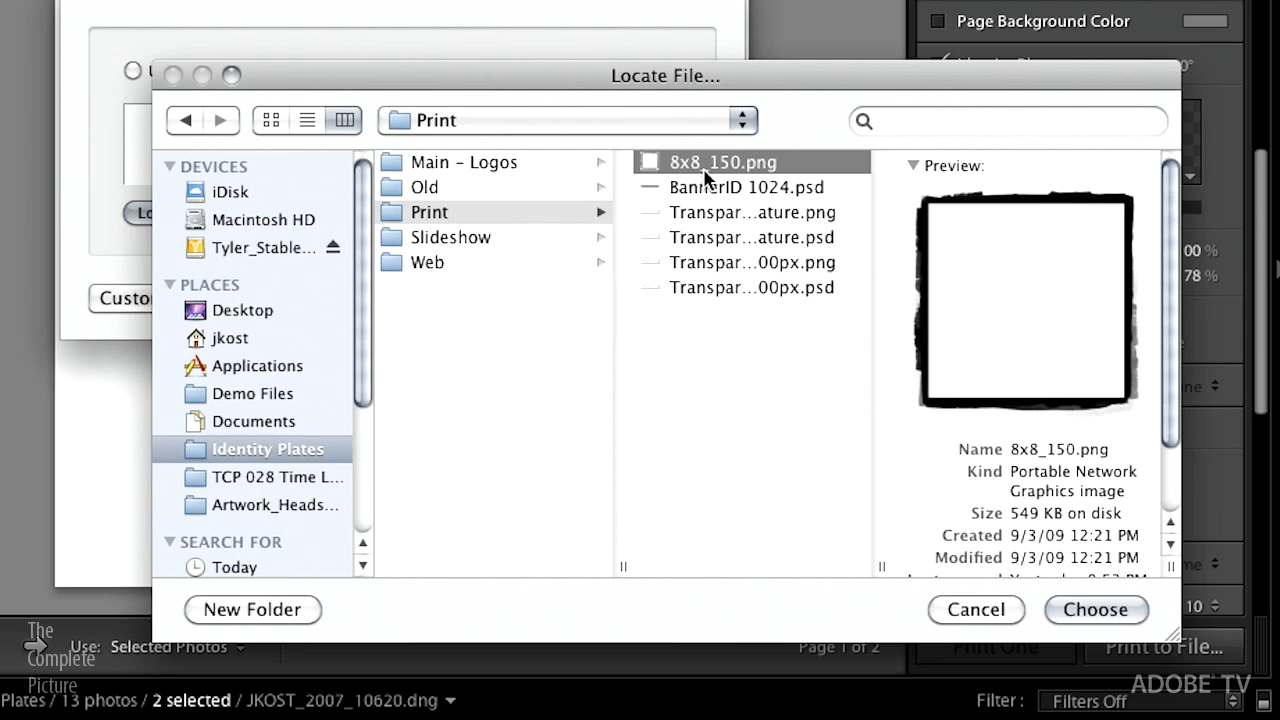 Page Background Color
Locate File...
Print
DEVICES
iDisk
Macintosh HD
Tyler_Stable...
PLACES
Desktop
jkost
Applications
Demo Files
Documents
Identity Plates
TCP 028 Time L...
Artwork_Heads...
SEARCH FOR
Today
Main – Logos
Old
Print
Slideshow
Web
8x8_150.png
BannerID 1024.psd
Transpar...ature.png
Transpar...ature.psd
Transpar...00px.png
Transpar...00px.psd
Preview:
Name 8x8_150.png
Kind Portable Network
Graphics image
Size 549 KB on disk
Created 9/3/09 12:21 PM
Modified 9/3/09 12:21 PM
00 %
78 %
10
New Folder
Cancel
Choose
The
Complete
Picture
Use: Selected Photos
Page 1 of 2
Print One
Print to File...
ADOBE TV
Plates / 13 photos / 2 selected / JKOST_2007_10620.dng
Filter :
Filters Off